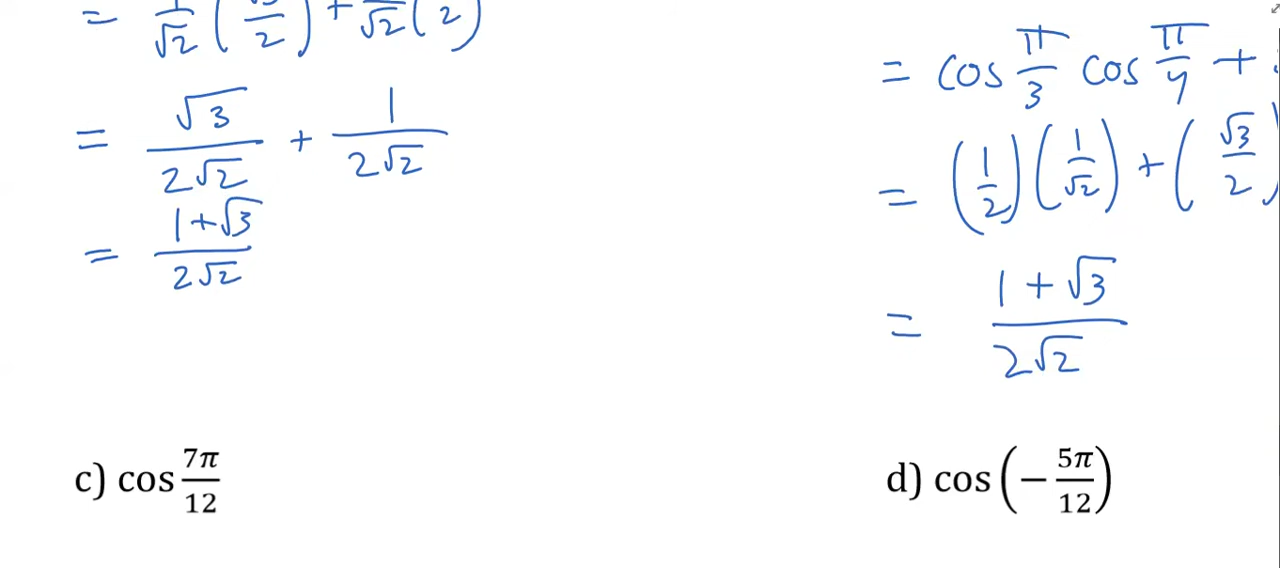 = 1/√2 (√3/2) + 1/√2 (1/2)
= √3/(2√2) + 1/(2√2)
= (1+√3)/(2√2)
= cos π/3 cos π/4 +
= (1/2)(1/√2) + (√3/2)
= (1 + √3)/(2√2)
c) cos 7π/12
d) cos (− 5π/12)